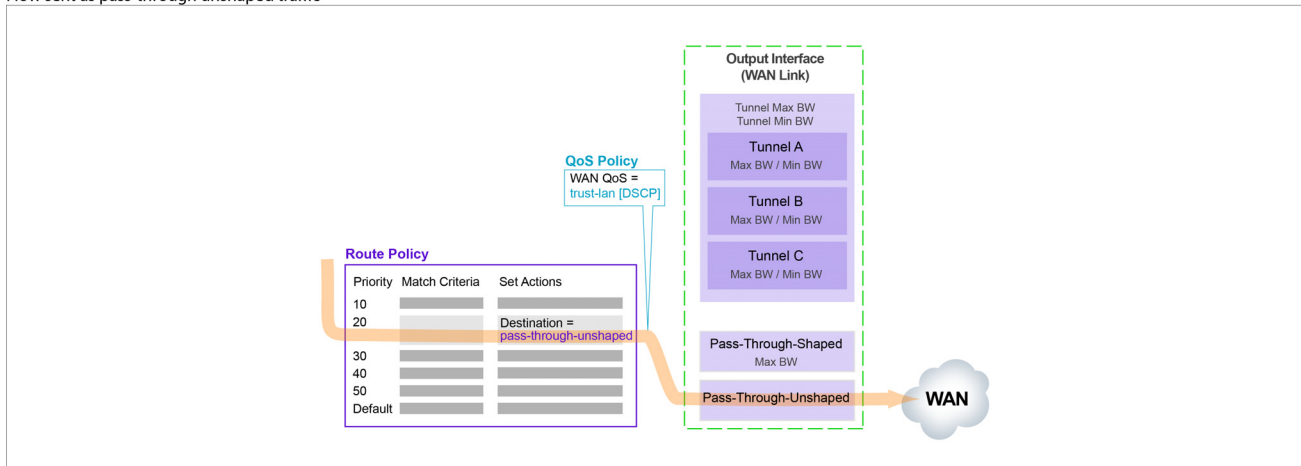 Flow sent as pass-through-unshaped traffic
Output Interface
(WAN Link)
Tunnel Max BW
Tunnel Min BW
Tunnel A
Max BW / Min BW
Tunnel B
Max BW / Min BW
Tunnel C
Max BW / Min BW
QoS Policy
WAN QoS =
trust-lan [DSCP]
Route Policy
Priority Match Criteria Set Actions
10
20 Destination =
pass-through-unshaped
30
40
50
Default
Pass-Through-Shaped
Max BW
Pass-Through-Unshaped
WAN